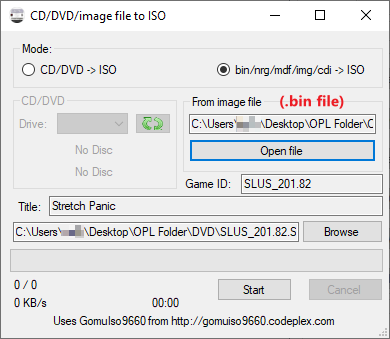 CD/DVD/image file to ISO
Mode:
CD/DVD -> ISO
bin/nrg/mdf/img/cdi -> ISO
CD/DVD
Drive:
No Disc
No Disc
From image file (.bin file)
C:\Users\ \Desktop\OPL Folder\C
Open file
Game ID: SLUS_201.82
Title: Stretch Panic
C:\Users\ \Desktop\OPL Folder\DVD\SLUS_201.82.S
Browse
0 / 0
0 KB/s
00:00
Start
Cancel
Uses GomuIso9660 from http://gomuiso9660.codeplex.com